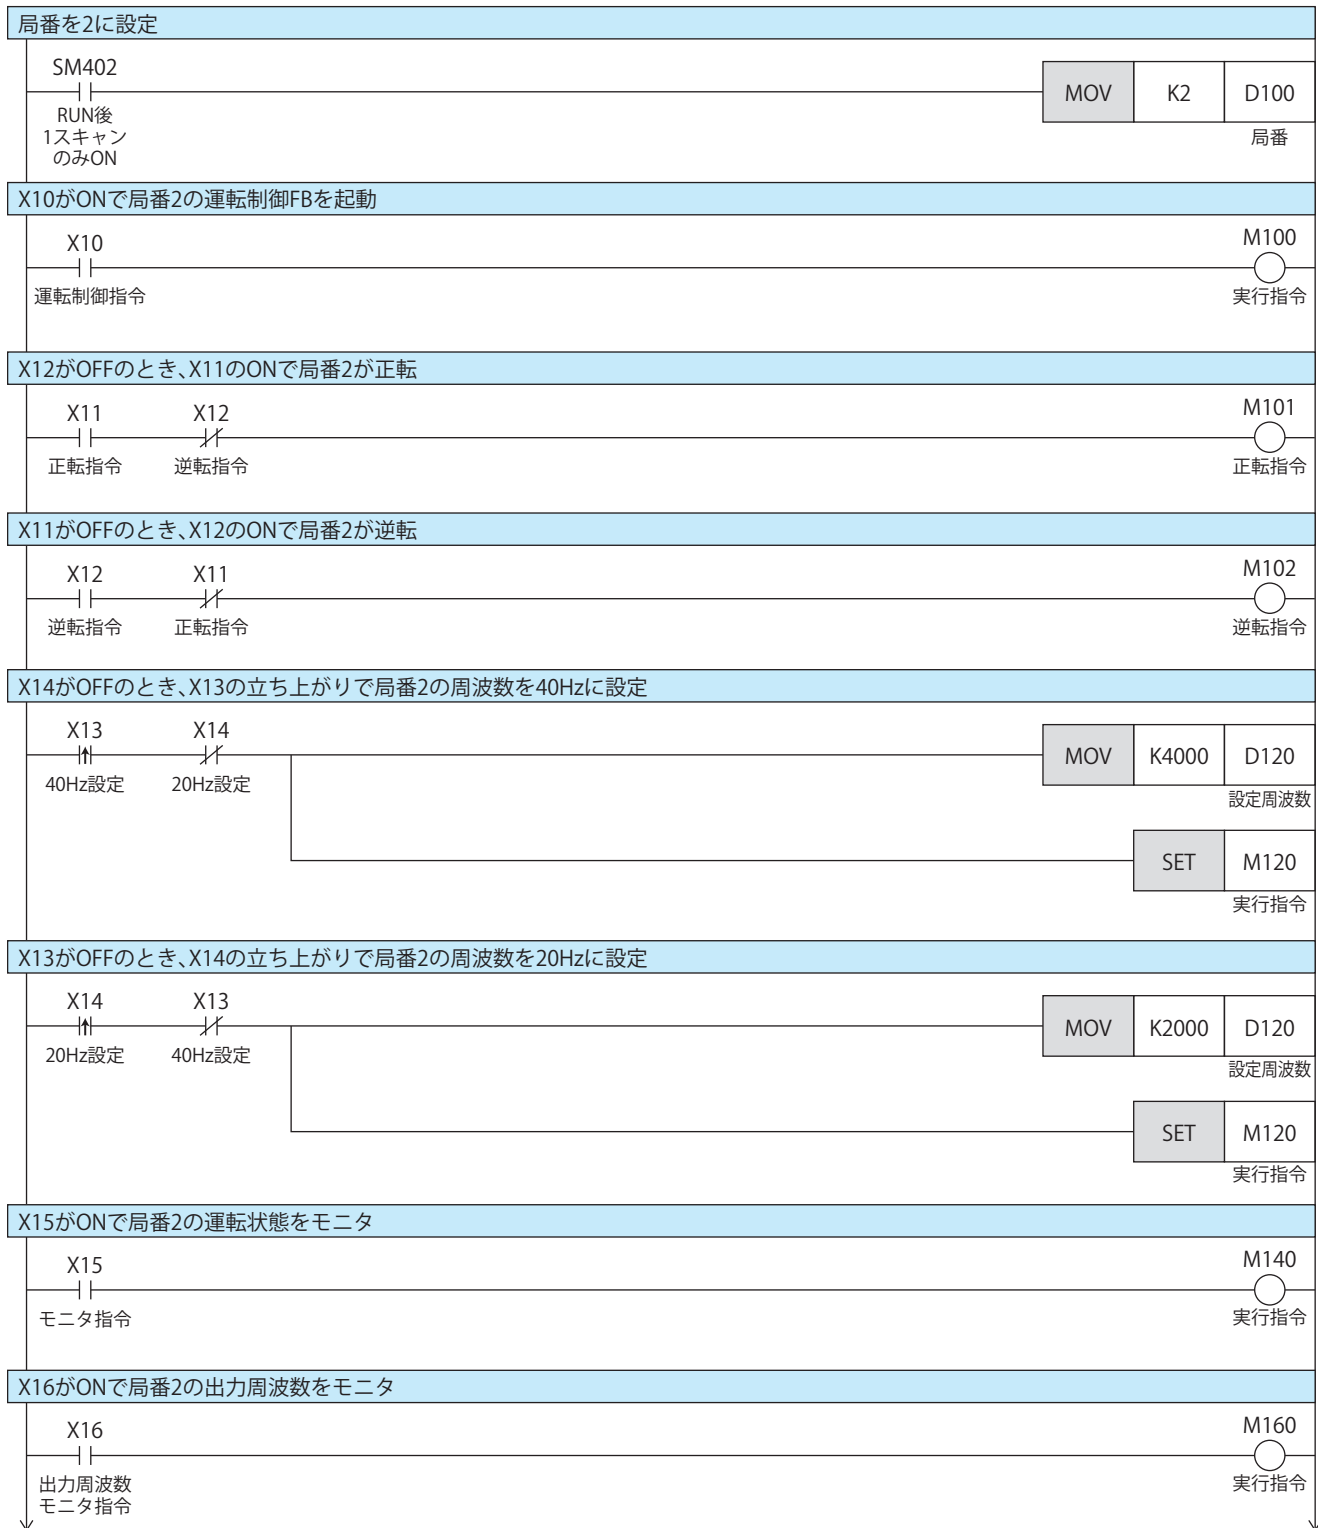 局番を2に設定
SM402
MOV K2 D100
RUN後
1スキャン
のみON
局番
X10がONで局番2の運転制御FBを起動
X10 M100
運転制御指令 実行指令
X12がOFFのとき、X11のONで局番2が正転
X11 X12 M101
正転指令 逆転指令 正転指令
X11がOFFのとき、X12のONで局番2が逆転
X12 X11 M102
逆転指令 正転指令 逆転指令
X14がOFFのとき、X13の立ち上がりで局番2の周波数を40Hzに設定
X13 X14
MOV K4000 D120
40Hz設定 20Hz設定 設定周波数
SET M120
実行指令
X13がOFFのとき、X14の立ち上がりで局番2の周波数を20Hzに設定
X14 X13
MOV K2000 D120
20Hz設定 40Hz設定 設定周波数
SET M120
実行指令
X15がONで局番2の運転状態をモニタ
X15 M140
モニタ指令 実行指令
X16がONで局番2の出力周波数をモニタ
X16 M160
出力周波数 実行指令
モニタ指令